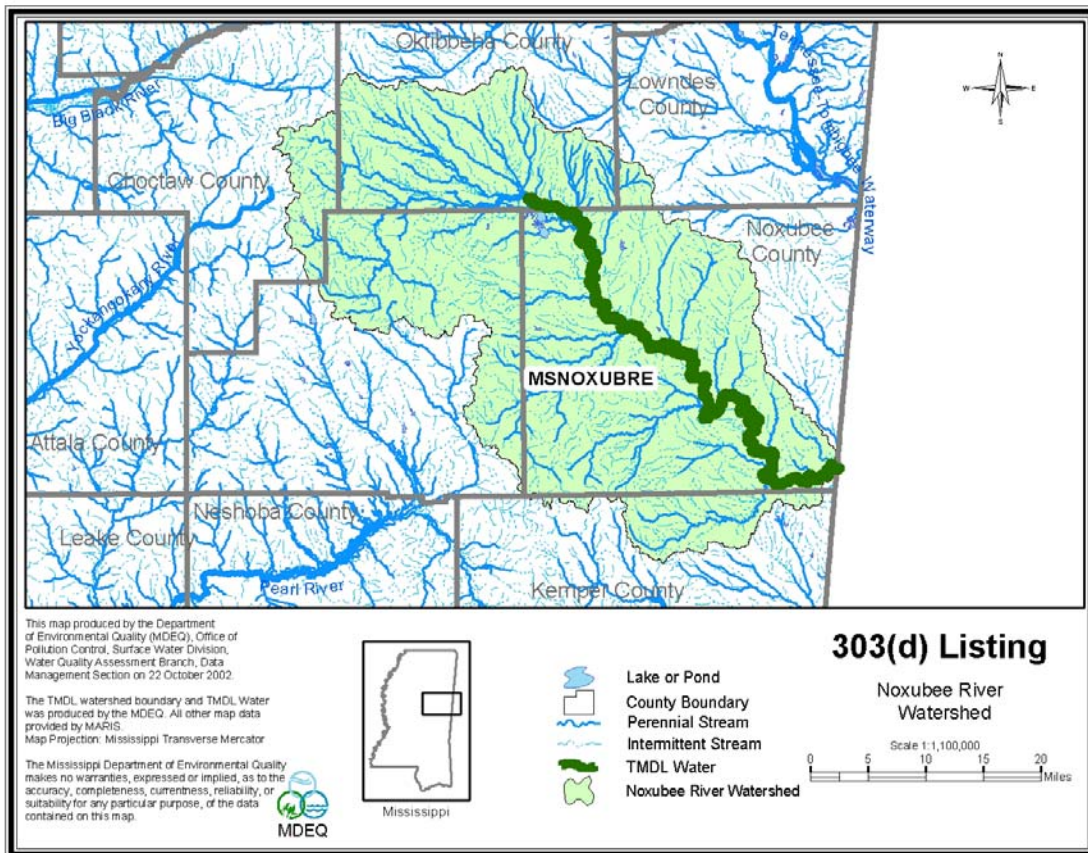 Oktibbeha County
Lowndes
County
Tennessee-Tombigbee Waterway
Big Black River
Choctaw County
Noxubee
County
Yockanookany River
MSNOXUBRE
Attala County
Neshoba County
Leake County
Pearl River
Kemper County
N
W
E
S
This map produced by the Department
of Environmental Quality (MDEQ), Office of
Pollution Control, Surface Water Division,
Water Quality Assessment Branch, Data
Management Section on 22 October 2002.
The TMDL watershed boundary and TMDL Water
was produced by the MDEQ. All other map data
provided by MARIS.
Map Projection: Mississippi Transverse Mercator
The Mississippi Department of Environmental Quality
makes no warranties, expressed or implied, as to the
accuracy, completeness, currentness, reliability, or
suitability for any particular purpose, of the data
contained on this map.
MDEQ
Mississippi
Lake or Pond
County Boundary
Perennial Stream
Intermittent Stream
TMDL Water
Noxubee River Watershed
303(d) Listing
Noxubee River
Watershed
Scale 1:1,100,000
0 5 10 15 20
Miles